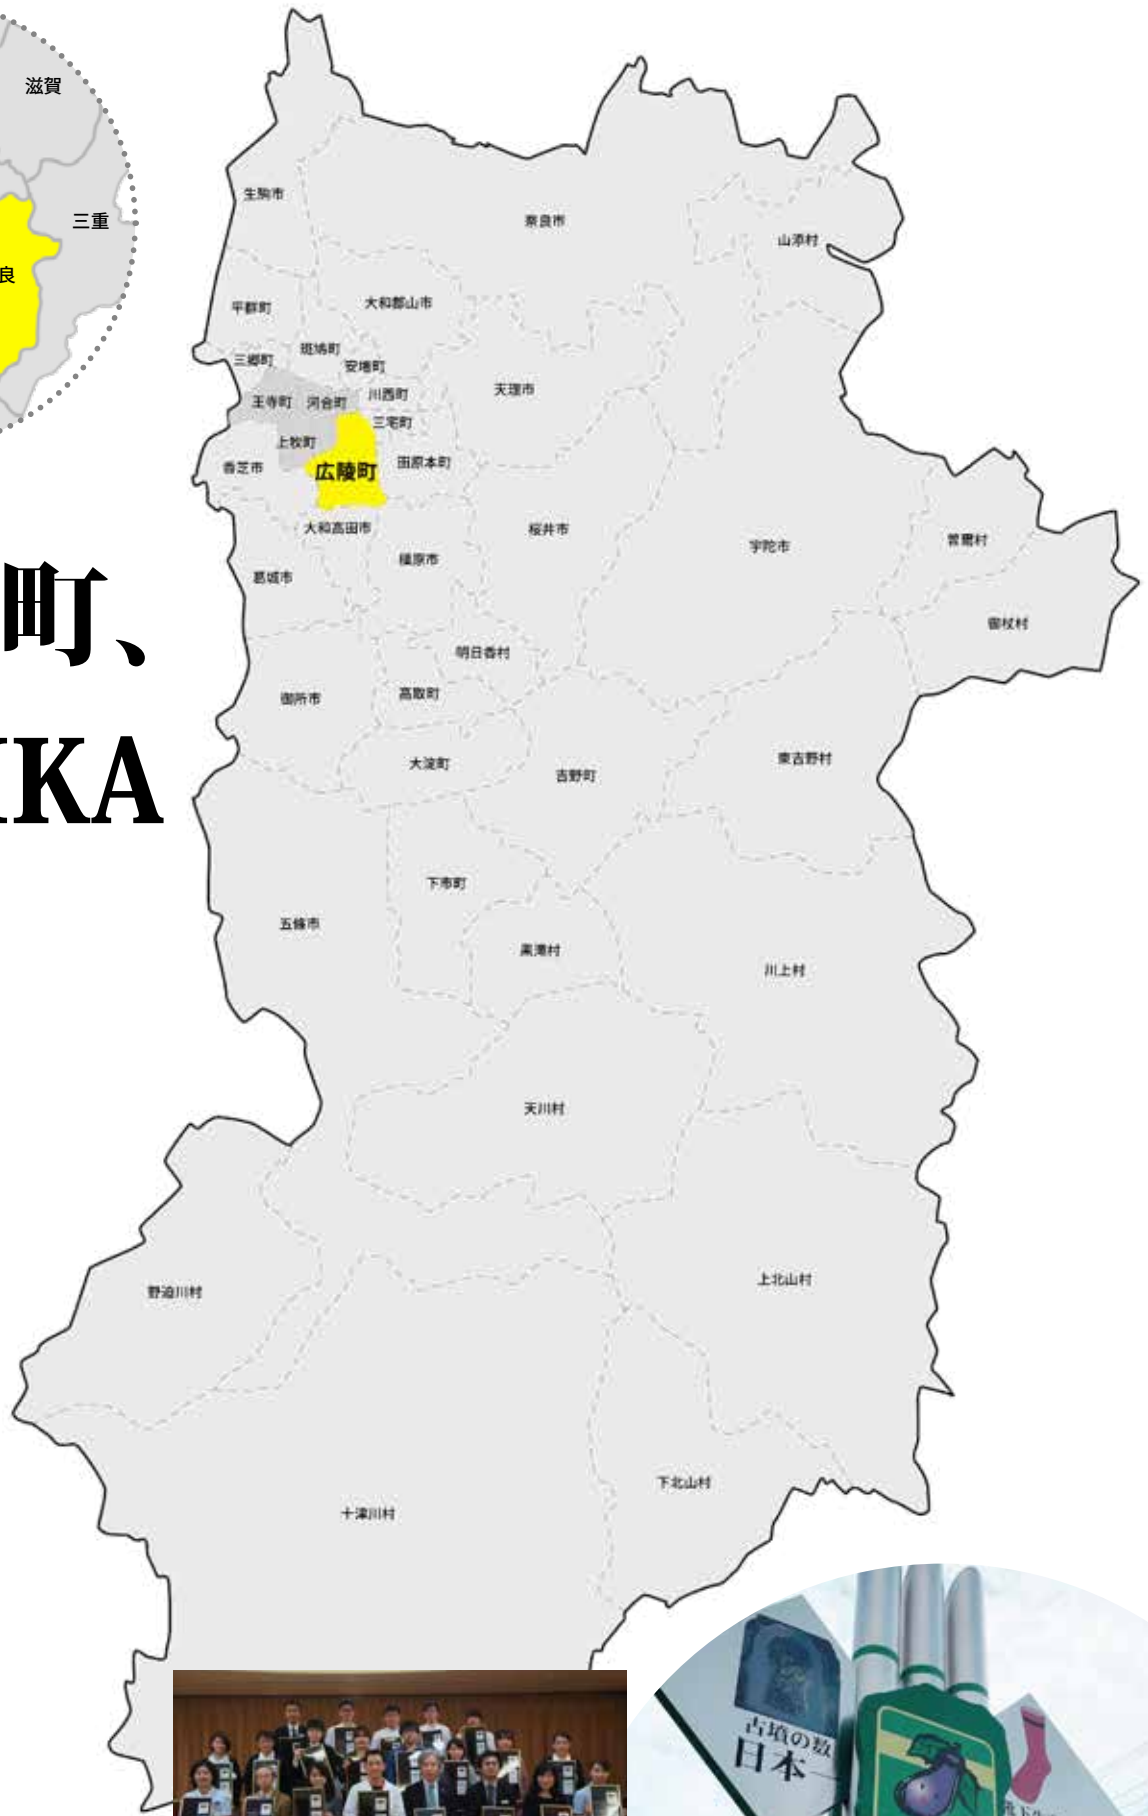 滋賀
三重
良
生駒市
奈良市
山添村
平群町
大和郡山市
斑鳩町
三郷町
安堵町
天理市
川西町
王寺町
河合町
三宅町
上牧町
田原本町
香芝市
広陵町
大和高田市
桜井市
宇陀市
曽爾村
橿原市
葛城市
御杖村
町、
明日香村
高取町
御所市
東吉野村
大淀町
吉野町
KA
下市町
五條市
黒滝村
川上村
天川村
上北山村
野迫川村
下北山村
十津川村
古墳の数
日本一